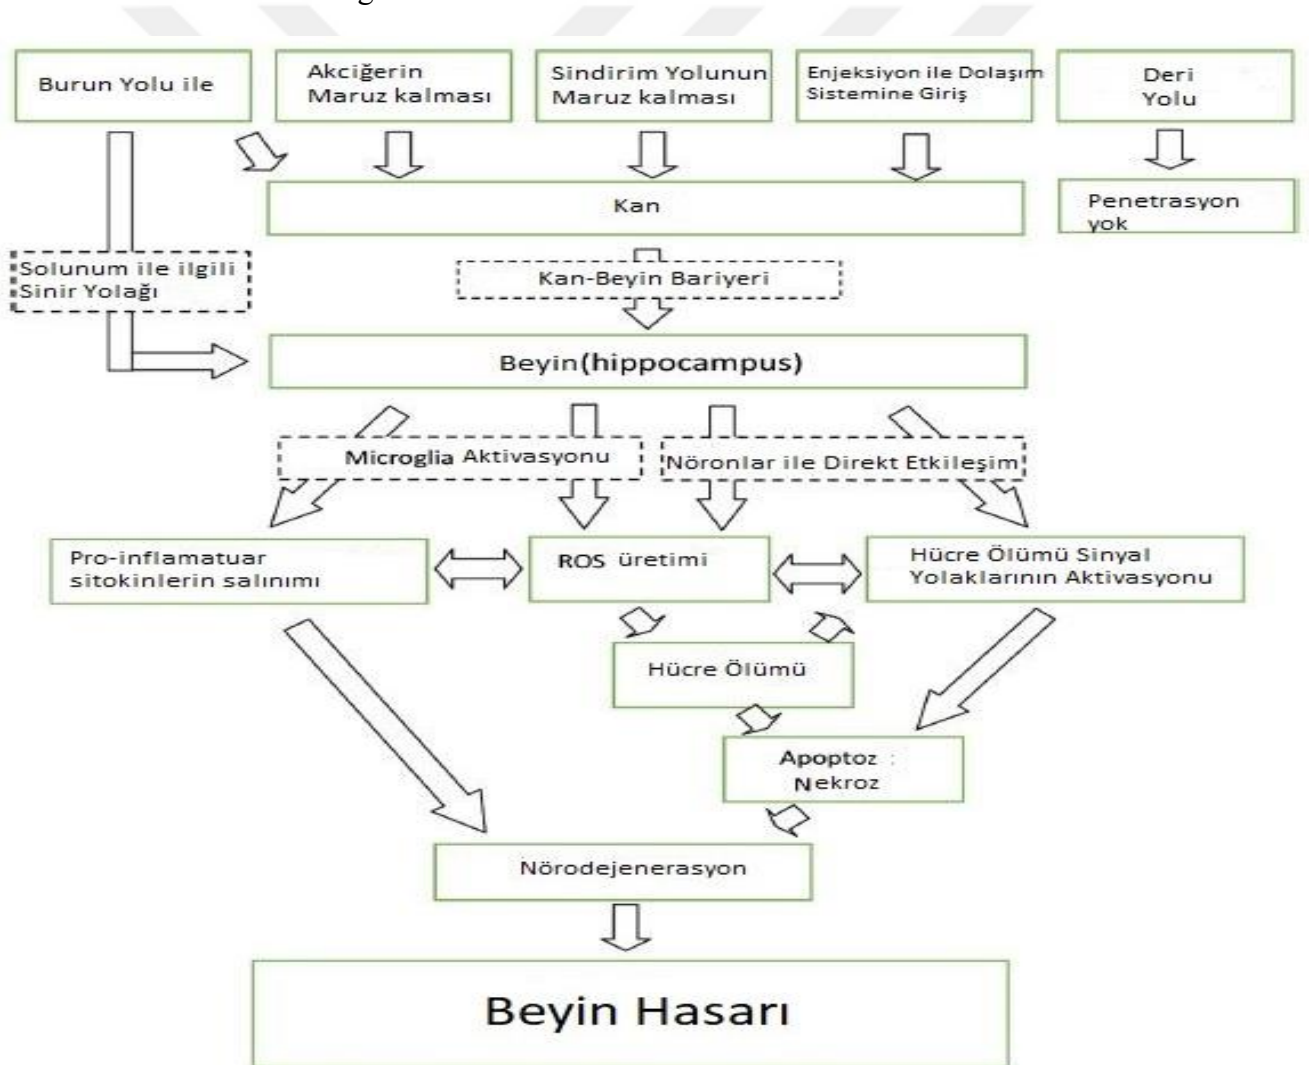 Burun Yolu ile
Akciğerin
Maruz kalması
Sindirim Yolunun
Maruz kalması
Enjeksiyon ile Dolaşım
Sistemine Giriş
Deri
Yolu
Kan
Penetrasyon
yok
Solunum ile ilgili
Sinir Yolağı
Kan-Beyin Bariyeri
Beyin(hippocampus)
Microglia Aktivasyonu
Nöronlar ile Direkt Etkileşim
Pro-inflamatuar
sitokinlerin salınımı
ROS üretimi
Hücre Ölümü Sinyal
Yolaklarının Aktivasyonu
Hücre Ölümü
Apoptoz :
Nekroz
Nörodejenerasyon
Beyin Hasarı